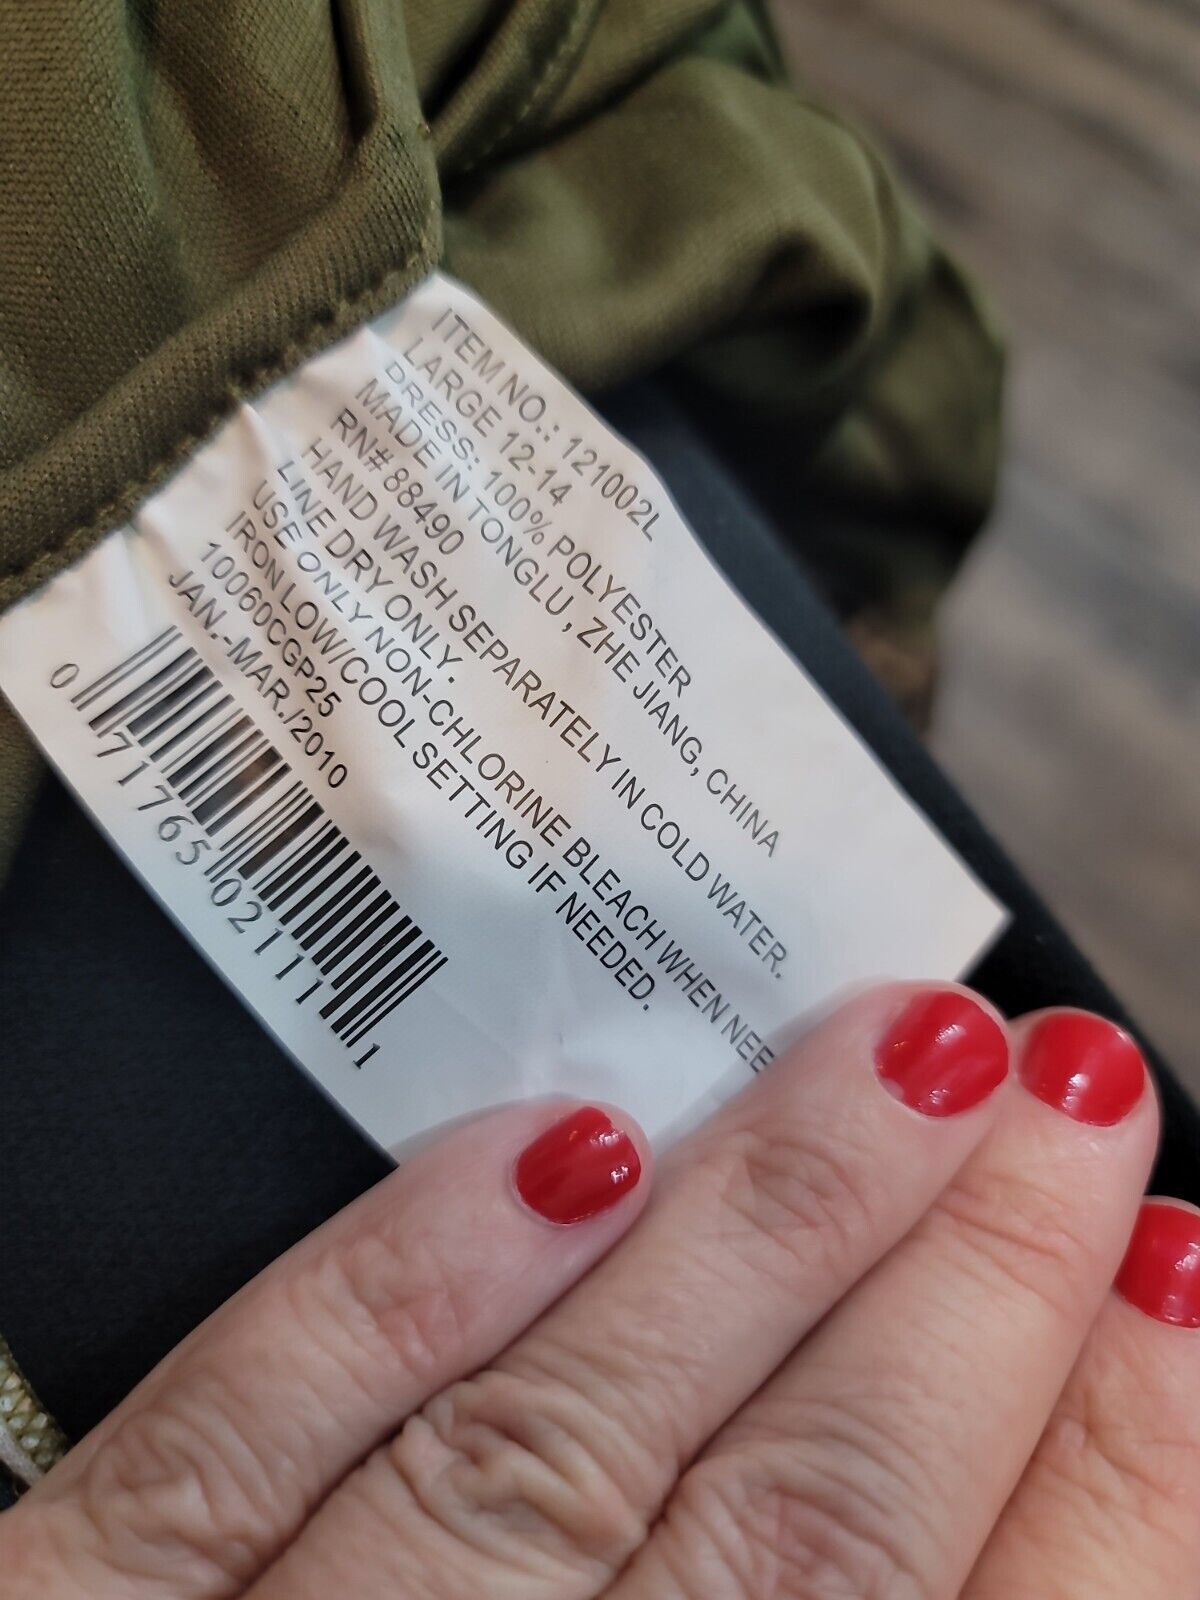 ITEM NO.: 121002L
LARGE 12-14
DRESS: 100% POLYESTER
MADE IN TONGLU, ZHE JIANG, CHINA
RN# 88490
HAND WASH SEPARATELY IN COLD WATER.
LINE DRY ONLY.
USE ONLY NON-CHLORINE BLEACH WHEN NEE
IRON LOW/COOL SETTING IF NEEDED.
10060CGP25
JAN.-MAR./2010
0 71765 02111 1